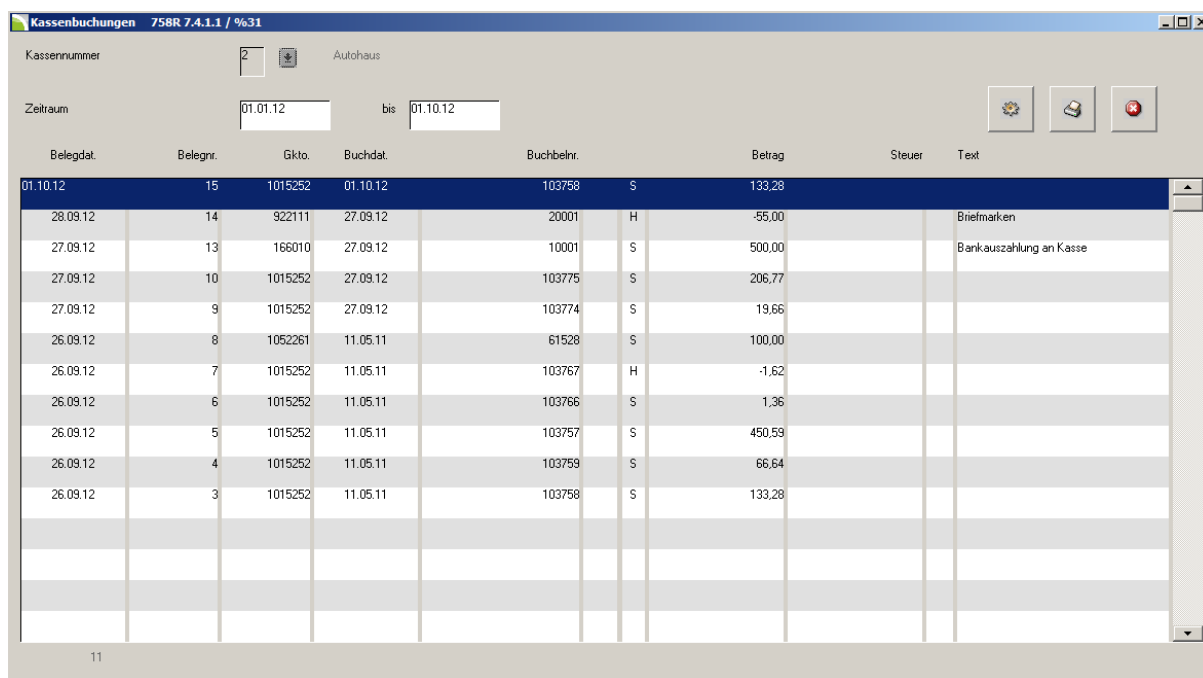 Kassenbuchungen 758R 7.4.1.1 / %31
Kassennummer 2 Autohaus
Zeitraum 01.01.12 bis 01.10.12
Belegdat. Belegnr. Gkto. Buchdat. Buchbelnr. Betrag Steuer Text
01.10.12 15 1015252 01.10.12 103758 S 133,28
28.09.12 14 922111 27.09.12 20001 H -55,00 Briefmarken
27.09.12 13 166010 27.09.12 10001 S 500,00 Bankauszahlung an Kasse
27.09.12 10 1015252 27.09.12 103775 S 206,77
27.09.12 9 1015252 27.09.12 103774 S 19,66
26.09.12 8 1052261 11.05.11 61528 S 100,00
26.09.12 7 1015252 11.05.11 103767 H -1,62
26.09.12 6 1015252 11.05.11 103766 S 1,36
26.09.12 5 1015252 11.05.11 103757 S 450,59
26.09.12 4 1015252 11.05.11 103759 S 66,64
26.09.12 3 1015252 11.05.11 103758 S 133,28
11